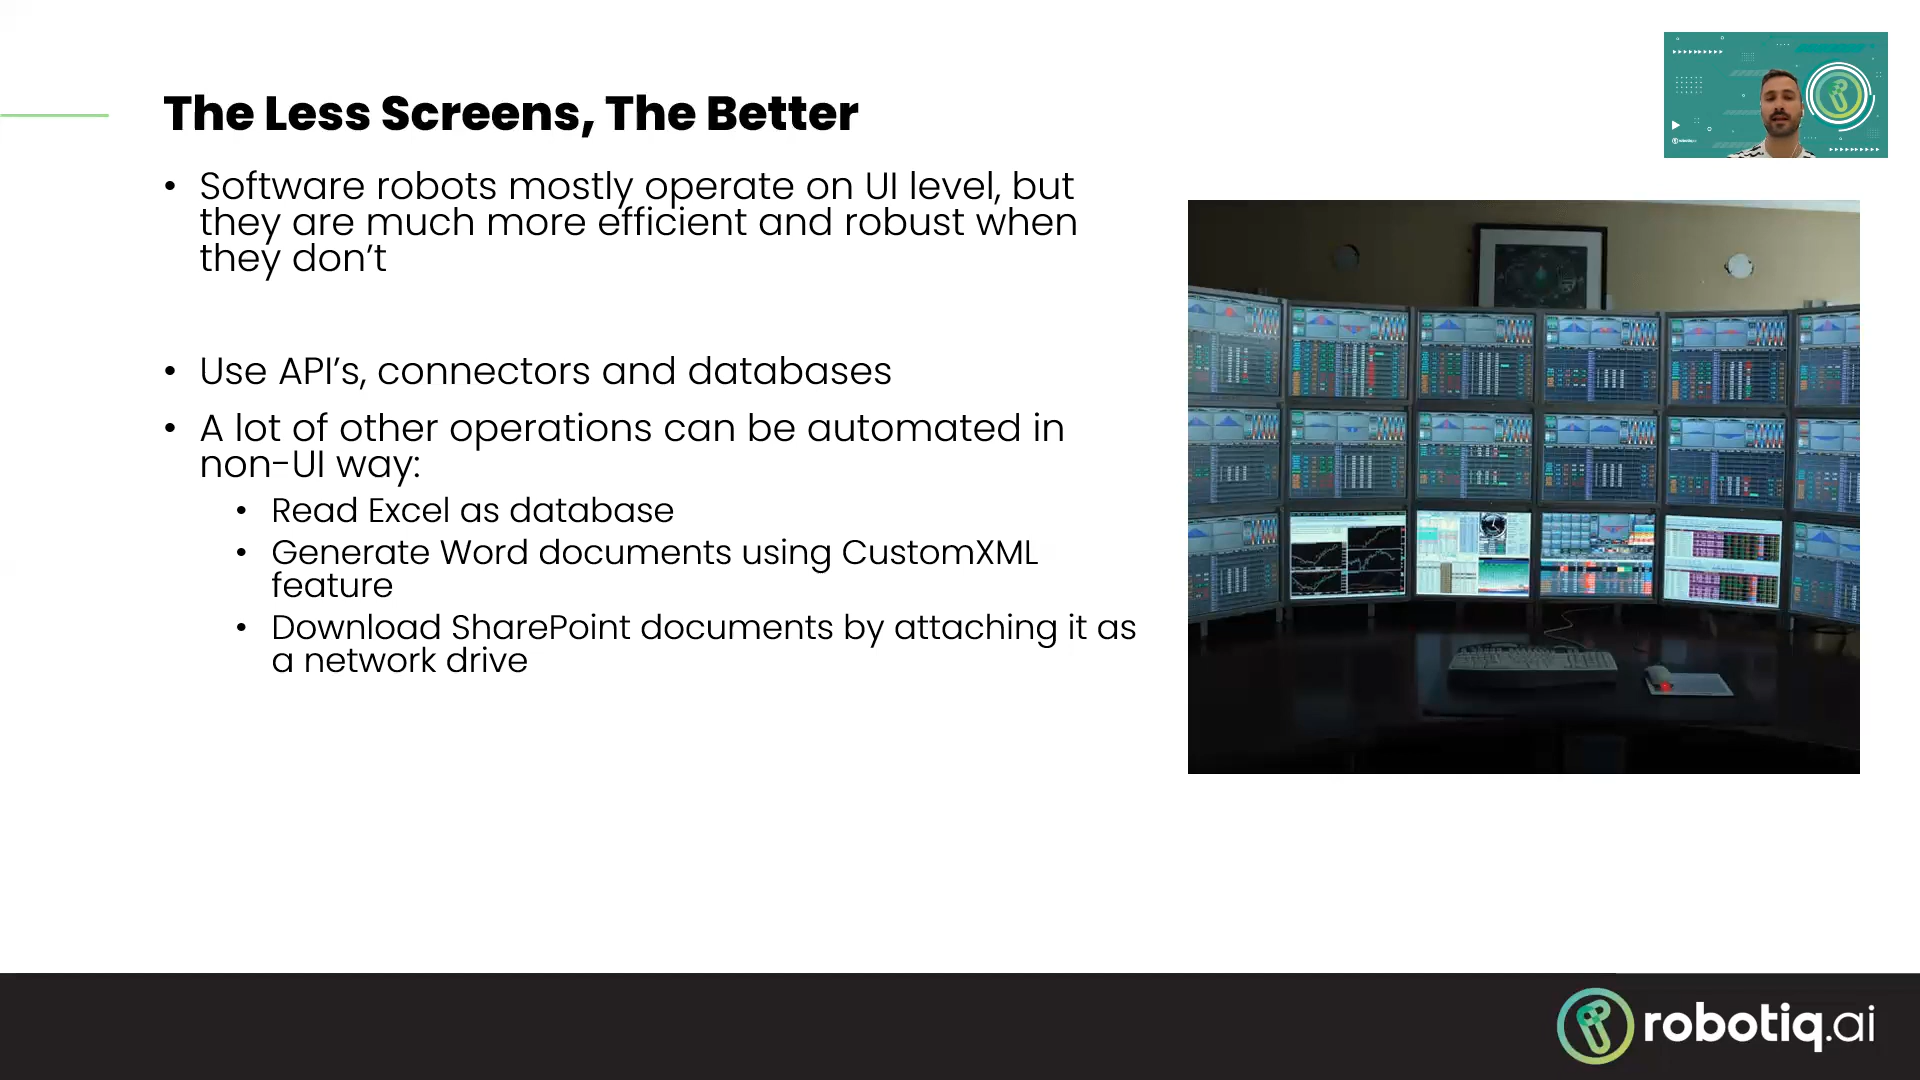 The Less Screens, The Better
• Software robots mostly operate on UI level, but
they are much more efficient and robust when
they don’t
• Use API’s, connectors and databases
• A lot of other operations can be automated in
non-UI way:
• Read Excel as database
• Generate Word documents using CustomXML
feature
• Download SharePoint documents by attaching it as
a network drive
robotiq.ai